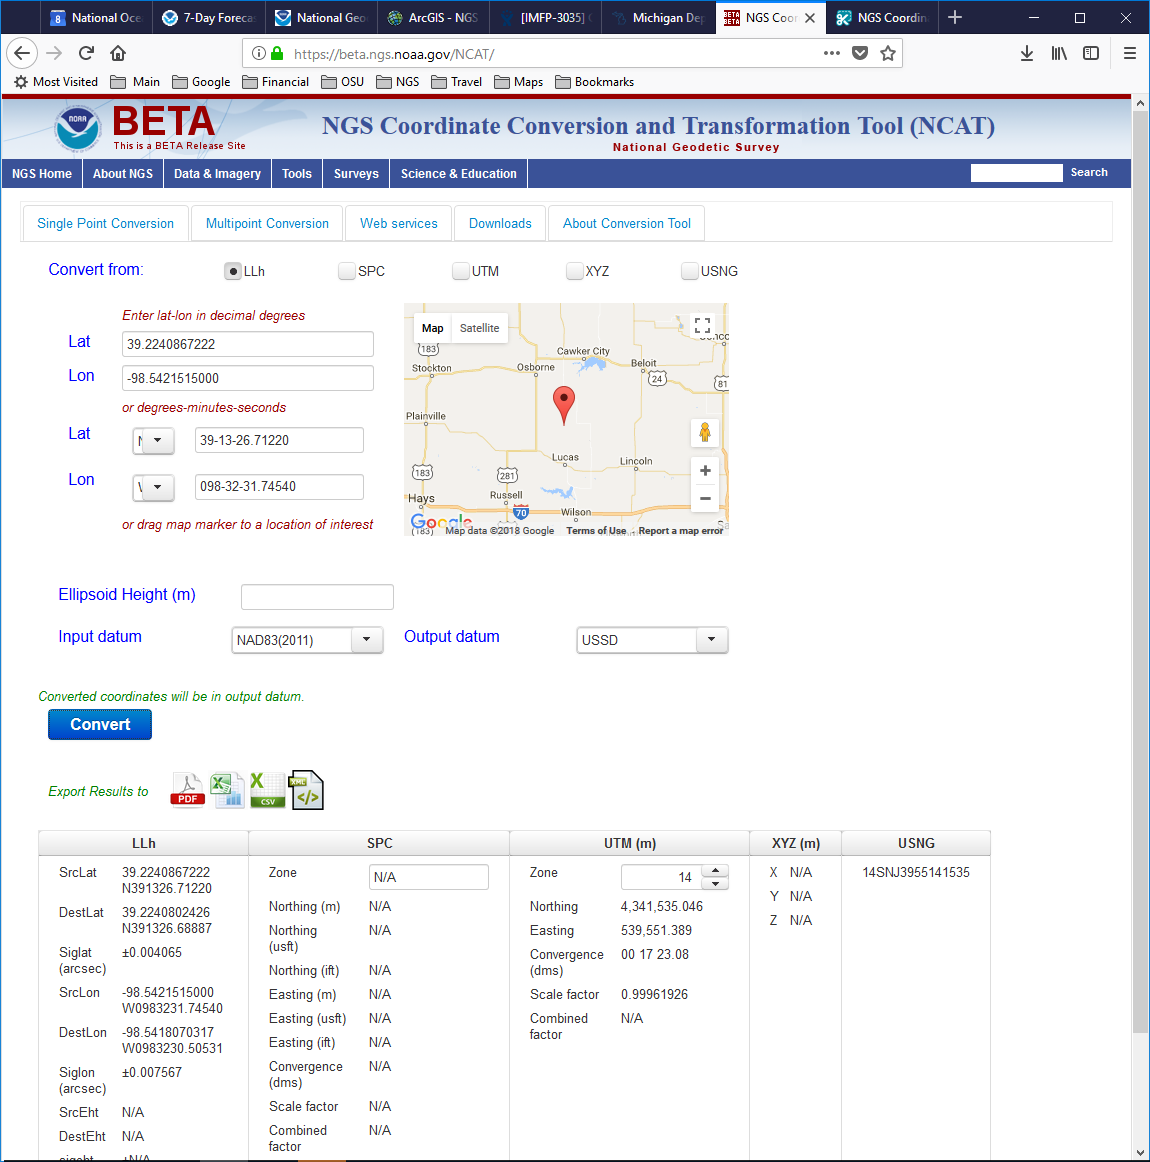 National Oce
7-Day Foreca
National Geo
ArcGIS - NGS
[IMFP-3035]
Michigan Dep
NGS Coor
NGS Coordin
https://beta.ngs.noaa.gov/NCAT/
Most Visited Main Google Financial OSU NGS Travel Maps Bookmarks
NOAA
BETA
This is a BETA Release Site
NGS Coordinate Conversion and Transformation Tool (NCAT)
National Geodetic Survey
NGS Home About NGS Data & Imagery Tools Surveys Science & Education Search
Single Point Conversion Multipoint Conversion Web services Downloads About Conversion Tool
Convert from: LLh SPC UTM XYZ USNG
Enter lat-lon in decimal degrees
Lat 39.2240867222
Lon -98.5421515000
or degrees-minutes-seconds
Lat 39-13-26.71220
Lon 098-32-31.74540
or drag map marker to a location of interest
Map Satellite
183
Stockton
Cawker City
Osborne
Beloit
24
81
Plainville
Lucas
Lincoln
183
281
Hays
Russell
70
Wilson
Google
(183)
Map data ©2018 Google Terms of Use Report a map error
Ellipsoid Height (m)
Input datum NAD83(2011) Output datum USSD
Converted coordinates will be in output datum.
Convert
Export Results to PDF X X CSV XML </>
LLh SPC UTM (m) XYZ (m) USNG
SrcLat 39.2240867222
N391326.71220
DestLat 39.2240802426
N391326.68887
Siglat
(arcsec) ±0.004065
SrcLon -98.5421515000
W0983231.74540
DestLon -98.5418070317
W0983230.50531
Siglon
(arcsec) ±0.007567
SrcEht N/A
DestEht N/A
sigeht ±N/A
Zone N/A
Northing (m) N/A
Northing
(usft) N/A
Northing (ift) N/A
Easting (m) N/A
Easting (usft) N/A
Easting (ift) N/A
Convergence
(dms) N/A
Scale factor N/A
Combined
factor N/A
Zone 14
Northing 4,341,535.046
Easting 539,551.389
Convergence
(dms) 00 17 23.08
Scale factor 0.99961926
Combined
factor N/A
X N/A
Y N/A
Z N/A
14SNJ3955141535